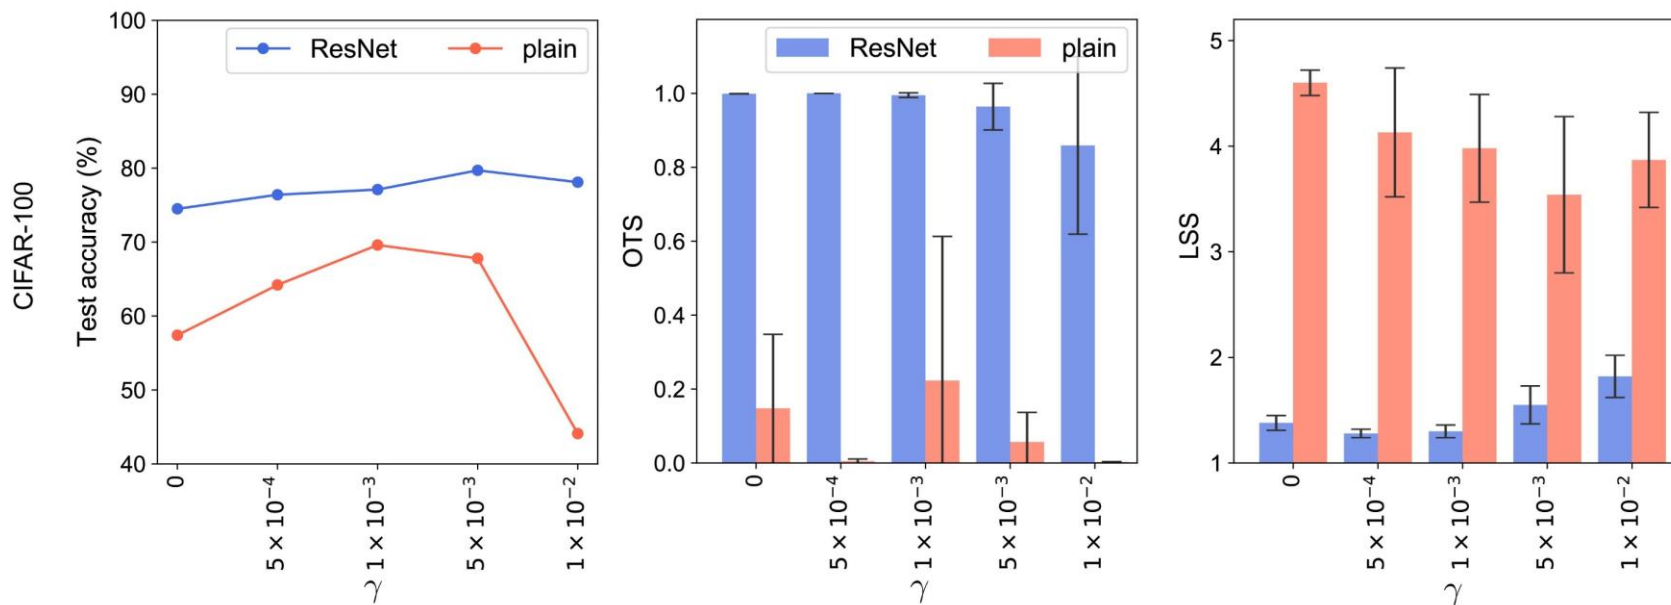 CIFAR-100
Test accuracy (%)
100
90
80
70
60
50
40
ResNet
plain
0
5 × 10⁻⁴
1 × 10⁻³
5 × 10⁻³
1 × 10⁻²
γ
OTS
1.0
0.8
0.6
0.4
0.2
0.0
ResNet
plain
0
5 × 10⁻⁴
1 × 10⁻³
5 × 10⁻³
1 × 10⁻²
γ
LSS
5
4
3
2
1
0
5 × 10⁻⁴
1 × 10⁻³
5 × 10⁻³
1 × 10⁻²
γ